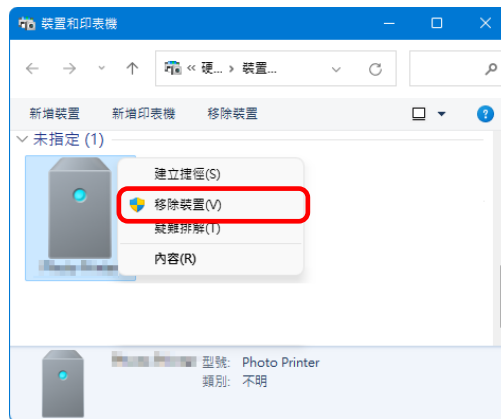 裝置和印表機
« 硬... › 裝置...
新增裝置 新增印表機 移除裝置
未指定 (1)
建立捷徑(S)
移除裝置(V)
疑難排解(T)
內容(R)
型號: Photo Printer
類別: 不明